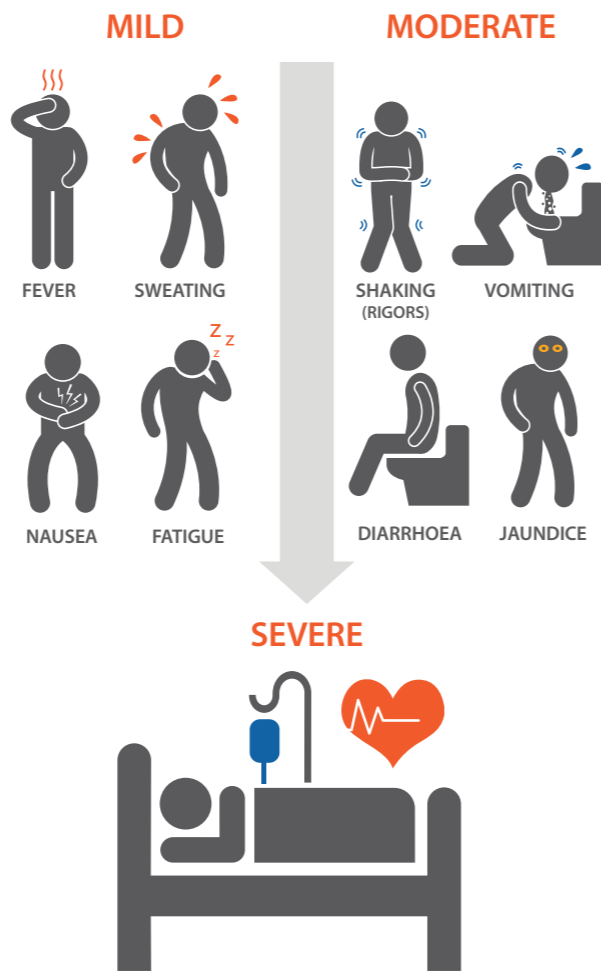 MILD
FEVER
SWEATING
NAUSEA
FATIGUE
MODERATE
SHAKING
(RIGORS)
VOMITING
DIARRHOEA
JAUNDICE
SEVERE
z z
z